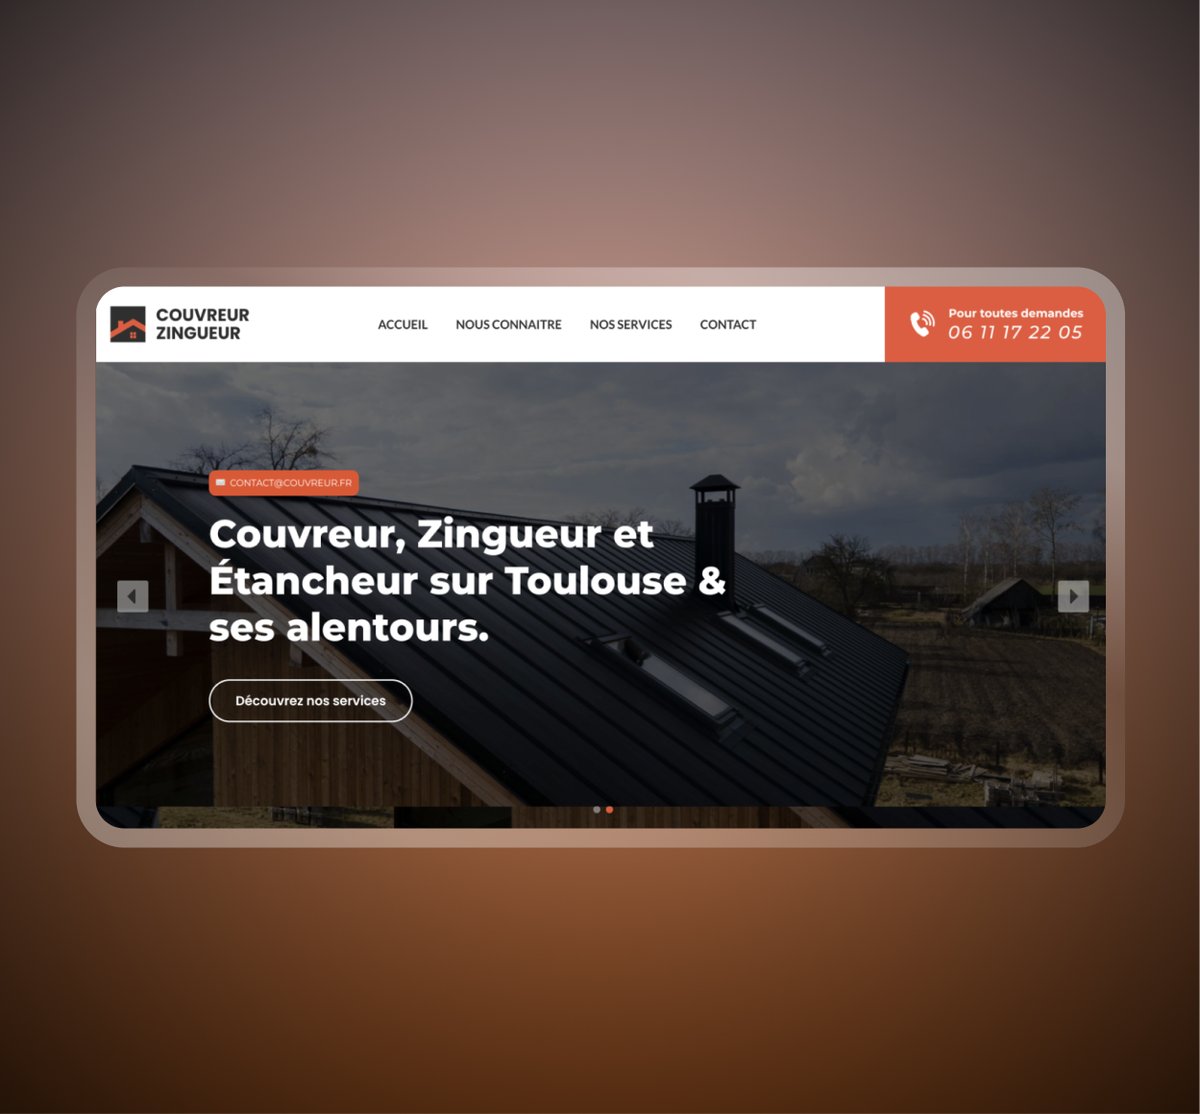 COUVREUR
ZINGUEUR
ACCUEIL NOUS CONNAITRE NOS SERVICES CONTACT
Pour toutes demandes
06 11 17 22 05
CONTACT@COUVREUR.FR
Couvreur, Zingueur et
Étancheur sur Toulouse &
ses alentours.
Découvrez nos services